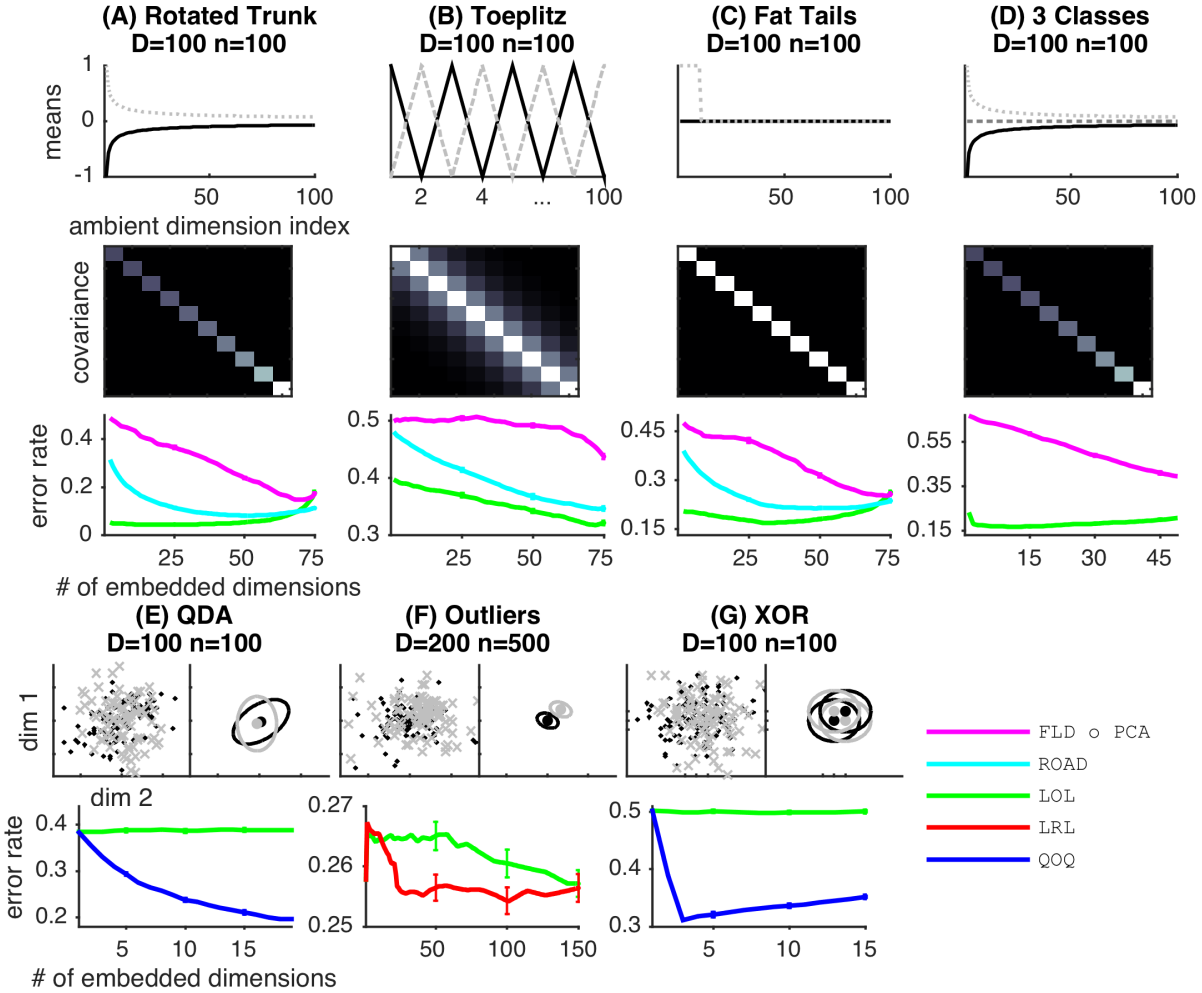 (A) Rotated Trunk
D=100 n=100
(B) Toeplitz
D=100 n=100
(C) Fat Tails
D=100 n=100
(D) 3 Classes
D=100 n=100
means
1
0
-1
50
100
2
4
...
100
50
100
50
100
ambient dimension index
covariance
error rate
0.4
0.2
0
25
50
75
0.5
0.4
0.3
25
50
75
0.45
0.3
0.15
25
50
75
0.55
0.35
0.15
15
30
45
# of embedded dimensions
(E) QDA
D=100 n=100
(F) Outliers
D=200 n=500
(G) XOR
D=100 n=100
dim 1
dim 2
error rate
0.4
0.3
0.2
5
10
15
0.27
0.26
0.25
50
100
150
0.5
0.4
0.3
5
10
15
# of embedded dimensions
FLD o PCA
ROAD
LOL
LRL
QOQ